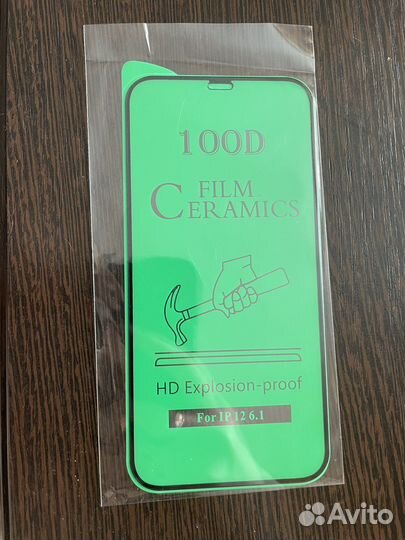 100D
FILM
CERAMICS
HD Explosion-proof
For IP 12 6.1
Avito